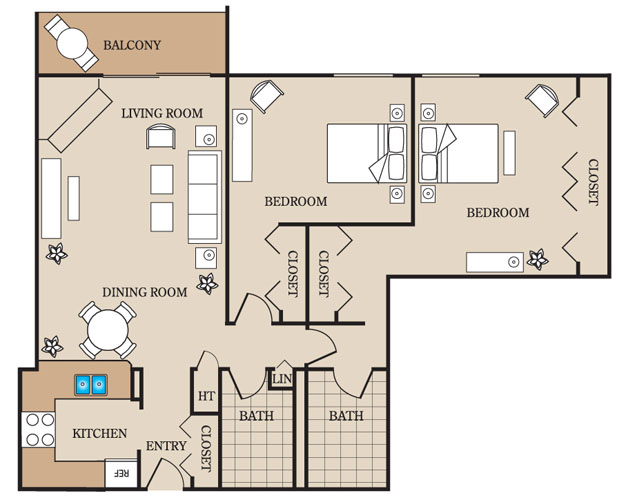 BALCONY
LIVING ROOM
BEDROOM
BEDROOM
CLOSET
CLOSET
CLOSET
DINING ROOM
LIN
HT
BATH
BATH
KITCHEN
ENTRY
CLOSET
REF